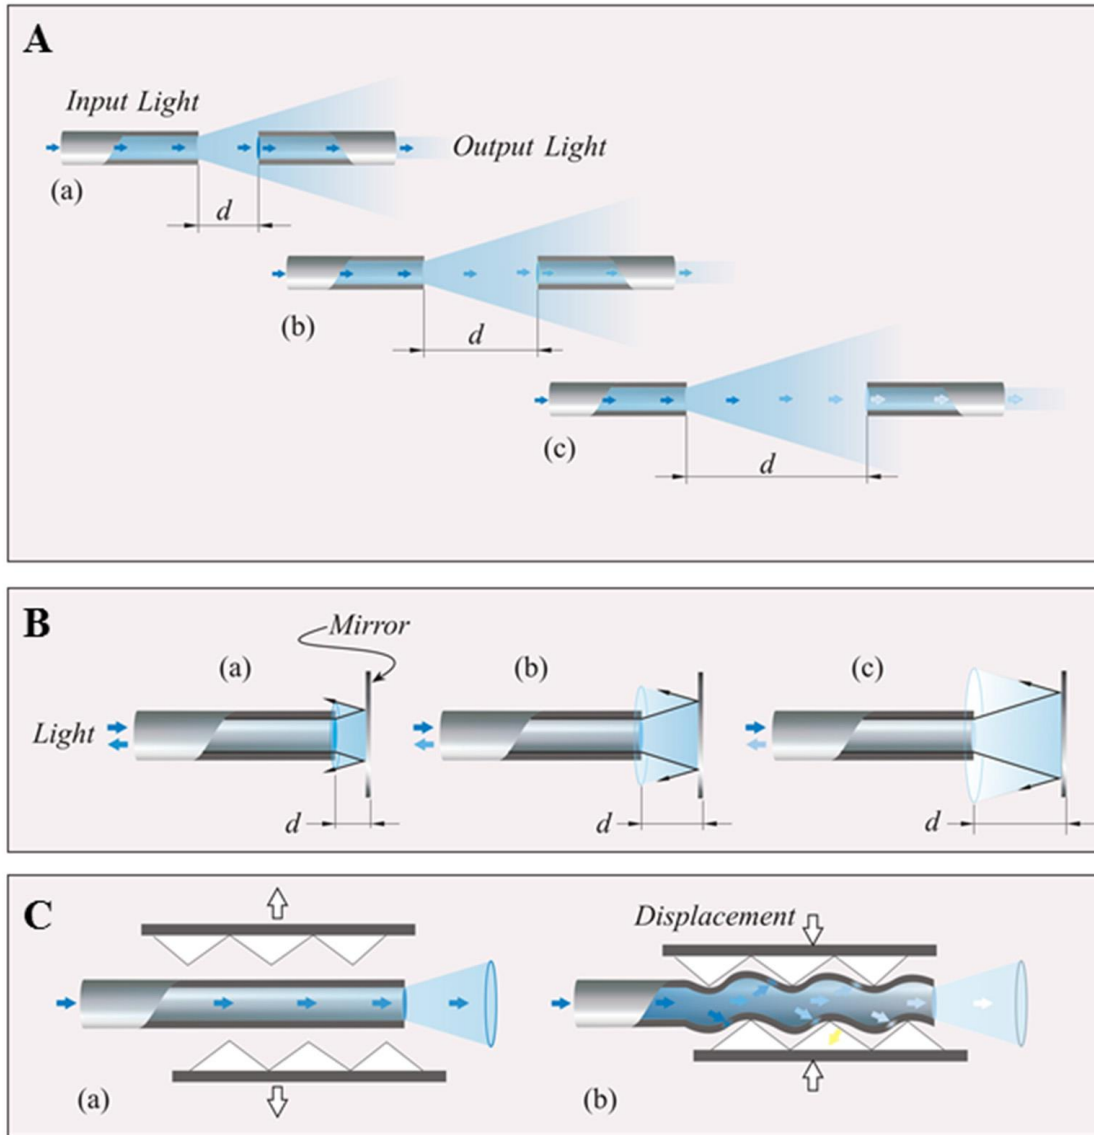 A
Input Light
Output Light
(a)
d
(b)
d
(c)
d
B
Mirror
(a)
(b)
(c)
Light
d
d
d
C
Displacement
(a)
(b)